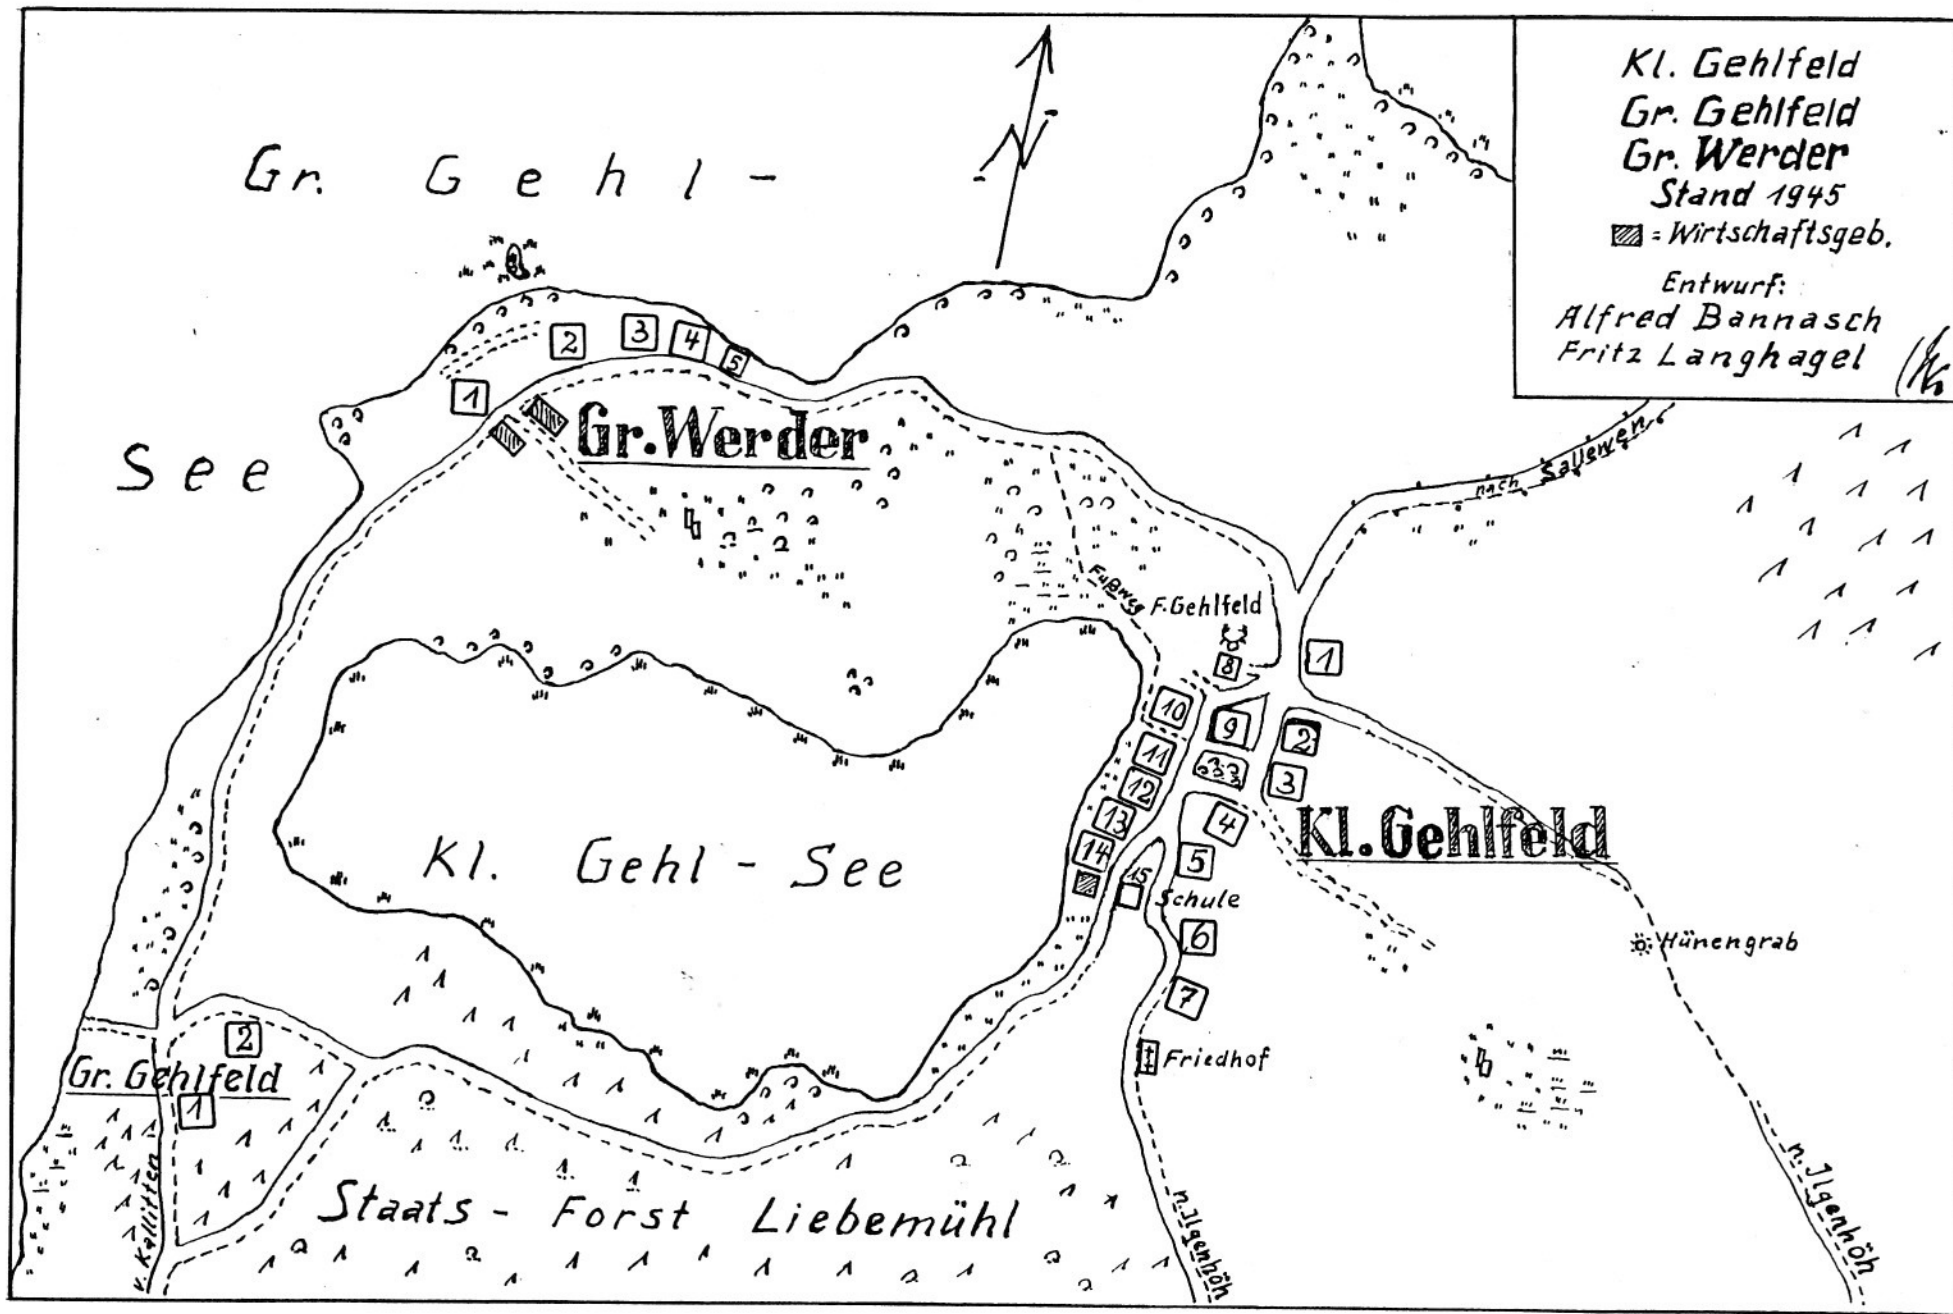 Kl. Gehlfeld
Gr. Gehlfeld
Gr. Werder
Stand 1945
= Wirtschaftsgeb.
Entwurf:
Alfred Bannasch
Fritz Langhagel
N
Gr. Gehl-
See
2
3
4
5
1
Gr. Werder
nach Sallewen
Fußweg
F. Gehlfeld
8
1
10
9
2
11
3
12
13
4
Kl. Gehlfeld
14
5
15
Schule
Kl. Gehl-See
6
Hünengrab
7
Friedhof
2
Gr. Gehlfeld
1
v. Kallitten
Staats-Forst Liebemühl
n. Jlgenhöh
n. Jlgenhöh